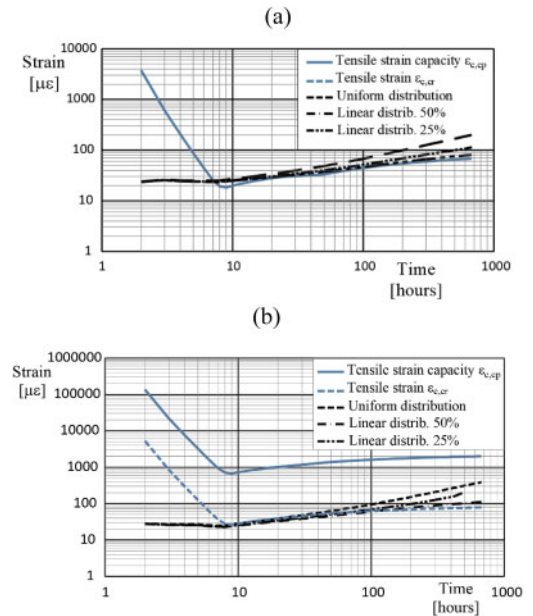 (a)
Strain
[με]
10000
1000
100
10
1
1
10
100
1000
Time
[hours]
Tensile strain capacity εc,cp
Tensile strain εc,cr
Uniform distribution
Linear distrib. 50%
Linear distrib. 25%
(b)
Strain
[με]
1000000
100000
10000
1000
100
10
1
1
10
100
1000
Time
[hours]
Tensile strain capacity εc,cp
Tensile strain εc,cr
Uniform distribution
Linear distrib. 50%
Linear distrib. 25%